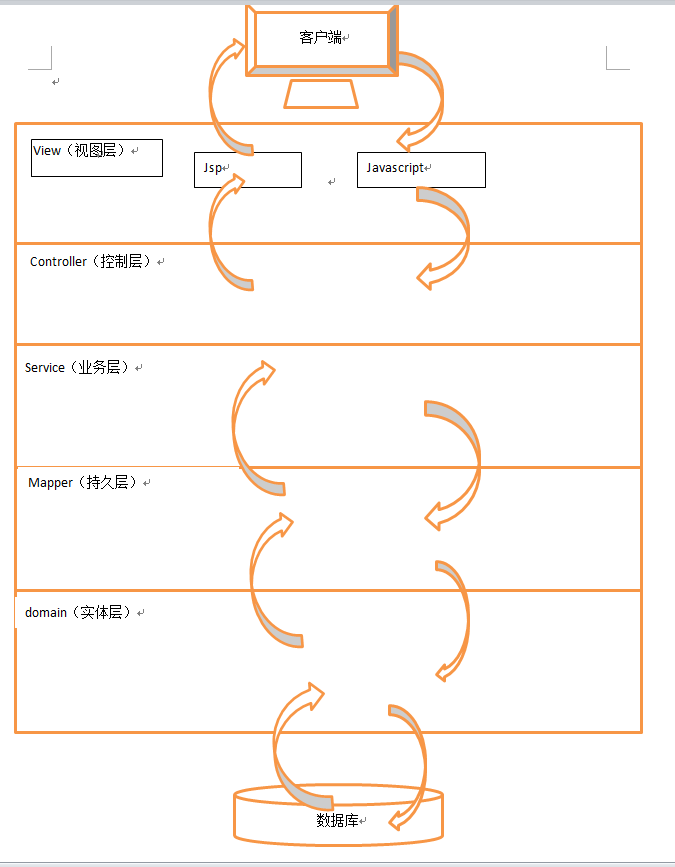 客户端
View（视图层）
Jsp
Javascript
Controller（控制层）
Service（业务层）
Mapper（持久层）
domain（实体层）
数据库